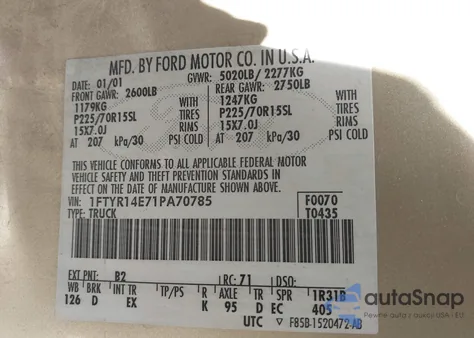 MFD. BY FORD MOTOR CO. IN U.S.A.
DATE: 01/01 GVWR: 5020LB/ 2277KG
FRONT GAWR: 2600LB REAR GAWR: 2750LB
1179KG WITH 1247KG WITH
P225/70R15SL TIRES P225/70R15SL TIRES
15X7.0J RIMS 15X7.0J RIMS
AT 207 kPa/30 PSI COLD AT 207 kPa/30 PSI COLD
THIS VEHICLE CONFORMS TO ALL APPLICABLE FEDERAL MOTOR
VEHICLE SAFETY AND THEFT PREVENTION STANDARDS IN
EFFECT ON THE DATE OF MANUFACTURE SHOWN ABOVE.
VIN: 1FTYR14E71PA70785 F0070
TYPE: TRUCK T0435
EXT PNT: B2 RC: 71 DSO:
WB BRK INT TR TP/PS R AXLE TR SPR 1R31B
126 D EX K 95 D EC 405
UTC ▽ F85B-1520472-AB
autaSnap
Pewne aukcje z USA i EU